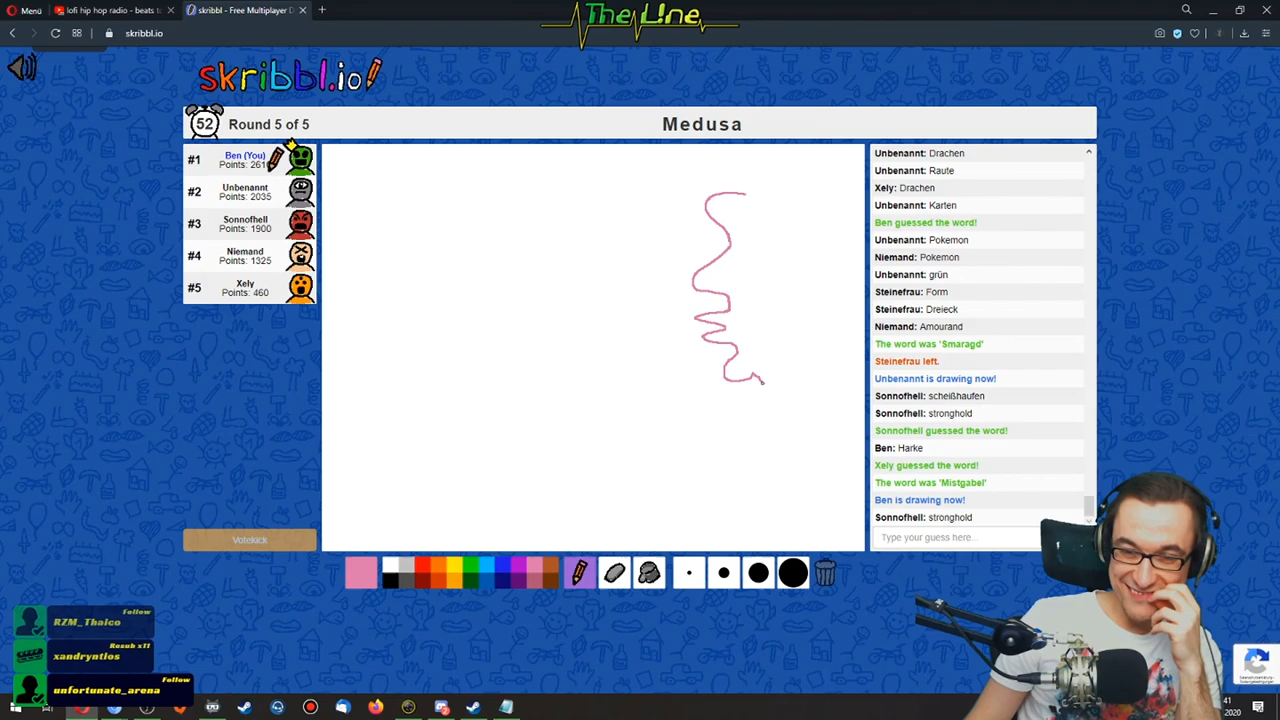 Menü
lofi hip hop radio - beats t
skribbl - Free Multiplayer D
The L!ne
skribbl.io
skribbl.io
52
Round 5 of 5
Medusa
#1
Ben (You)
Points: 2610
#2
Unbenannt
Points: 2035
#3
Sonnofhell
Points: 1900
#4
Niemand
Points: 1325
#5
Xely
Points: 460
Votekick
Unbenannt: Drachen
Unbenannt: Raute
Xely: Drachen
Unbenannt: Karten
Ben guessed the word!
Unbenannt: Pokemon
Niemand: Pokemon
Unbenannt: grün
Steinefrau: Form
Steinefrau: Dreieck
Niemand: Amourand
The word was 'Smaragd'
Steinefrau left.
Unbenannt is drawing now!
Sonnofhell: scheißhaufen
Sonnofhell: stronghold
Sonnofhell guessed the word!
Ben: Harke
Xely guessed the word!
The word was 'Mistgabel'
Ben is drawing now!
Sonnofhell: stronghold
Type your guess here...
Follow
RZM_Thaico
Resub x11
xandryntios
Follow
unfortunate_arena
41
2020